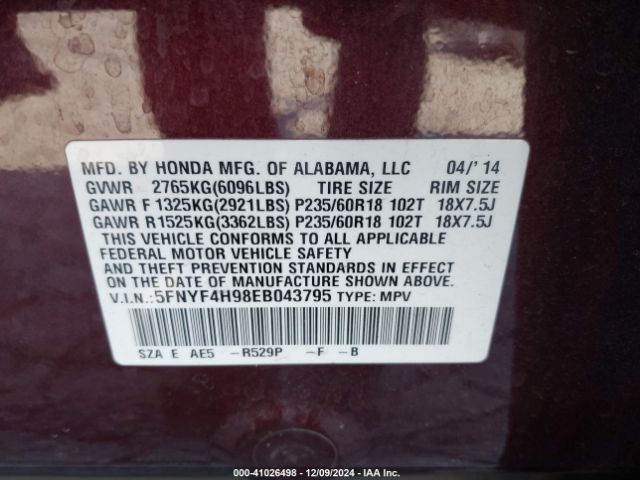 MFD. BY HONDA MFG. OF ALABAMA, LLC 04/' 14
GVWR 2765KG(6096LBS) TIRE SIZE RIM SIZE
GAWR F 1325KG(2921LBS) P235/60R18 102T 18X7.5J
GAWR R1525KG(3362LBS) P235/60R18 102T 18X7.5J
THIS VEHICLE CONFORMS TO ALL APPLICABLE
FEDERAL MOTOR VEHICLE SAFETY
AND THEFT PREVENTION STANDARDS IN EFFECT
ON THE DATE OF MANUFACTURE SHOWN ABOVE.
V.I.N.:5FNYF4H98EB043795 TYPE: MPV
SZA E AE5 -R529P -F -B
000-41026498 - 12/09/2024 - IAA Inc.